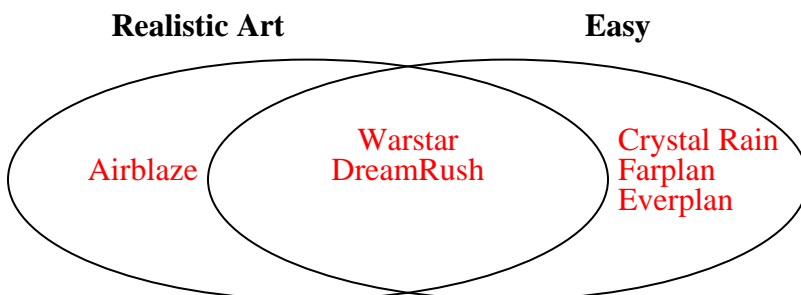 Realistic Art
Easy
Airblaze
Warstar
DreamRush
Crystal Rain
Farplan
Everplan